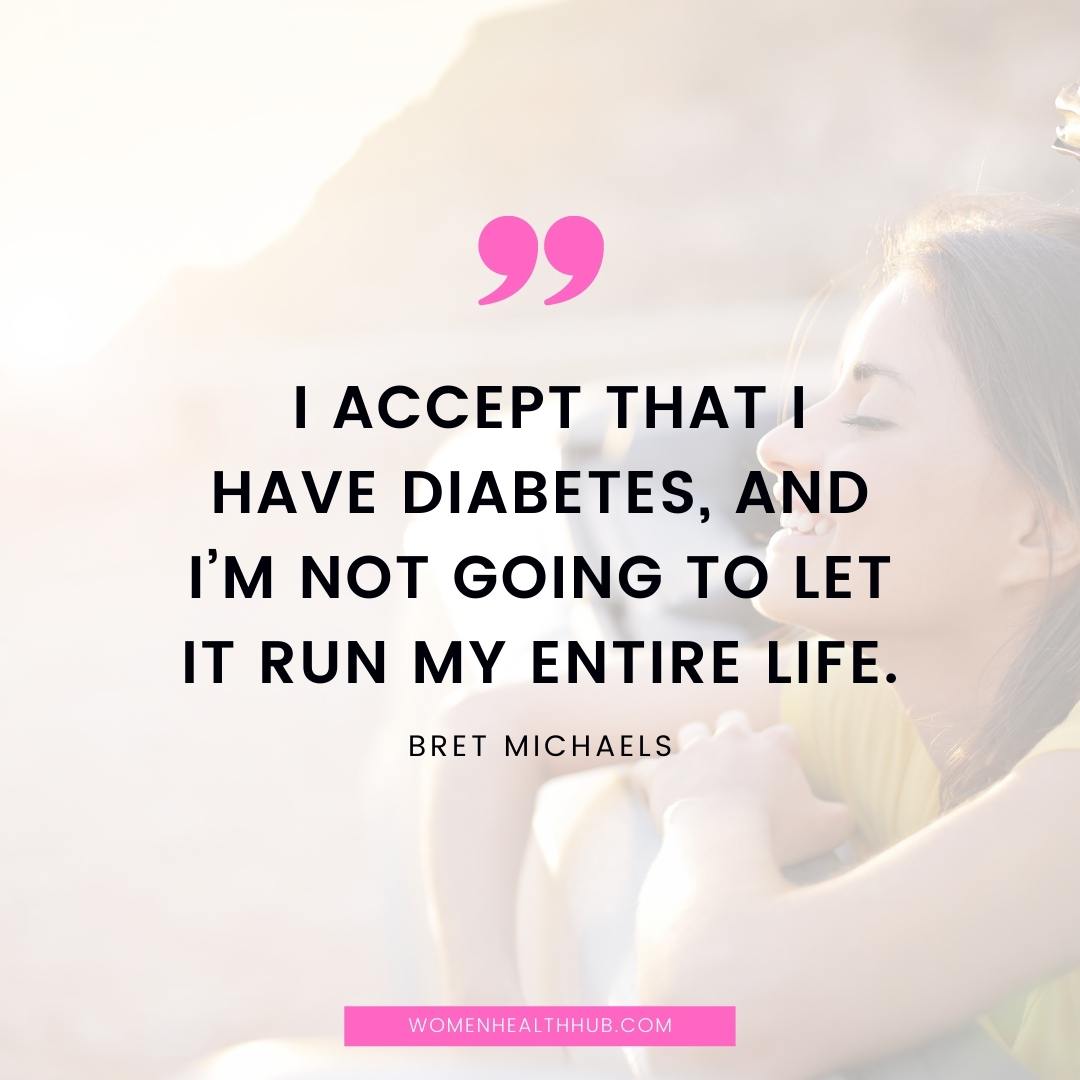 ”
I ACCEPT THAT I
HAVE DIABETES, AND
I’M NOT GOING TO LET
IT RUN MY ENTIRE LIFE.
BRET MICHAELS
WOMENHEALTHHUB.COM